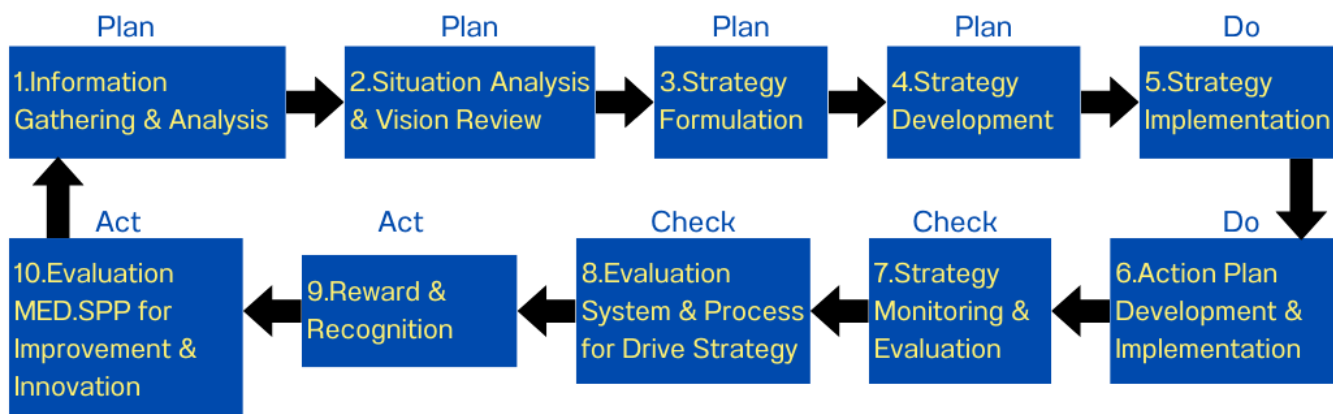 Plan
Plan
Plan
Plan
Do
1.Information
Gathering & Analysis
2.Situation Analysis
& Vision Review
3.Strategy
Formulation
4.Strategy
Development
5.Strategy
Implementation
Act
Act
Check
Check
Do
10.Evaluation
MED.SPP for
Improvement &
Innovation
9.Reward &
Recognition
8.Evaluation
System & Process
for Drive Strategy
7.Strategy
Monitoring &
Evaluation
6.Action Plan
Development &
Implementation